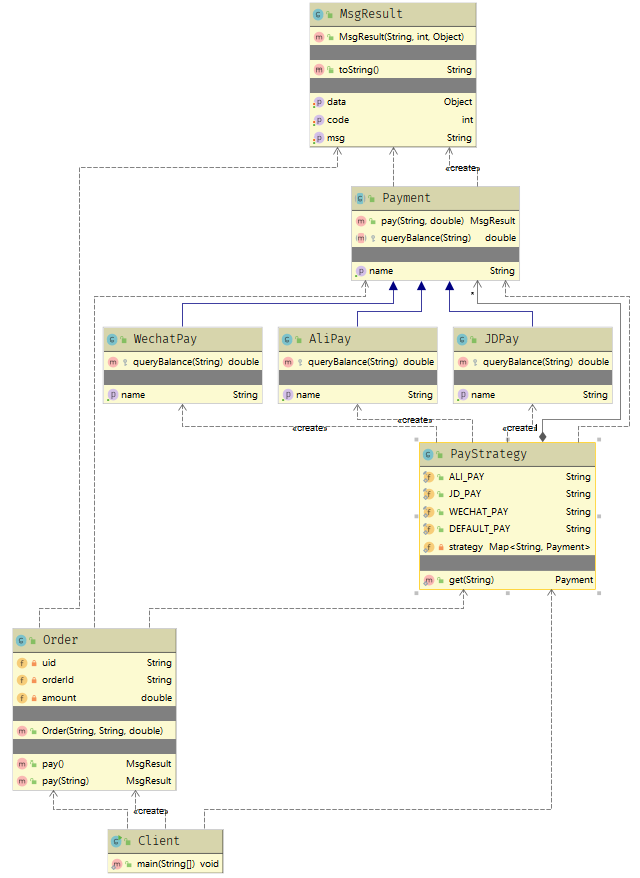 MsgResult
MsgResult(String, int, Object)
toString() String
data Object
code int
msg String
«create»
Payment
pay(String, double) MsgResult
queryBalance(String) double
name String
*
WechatPay
queryBalance(String) double
name String
AliPay
queryBalance(String) double
name String
JDPay
queryBalance(String) double
name String
«create»
«create»
«create»
1
PayStrategy
ALI_PAY String
JD_PAY String
WECHAT_PAY String
DEFAULT_PAY String
strategy Map<String, Payment>
get(String) Payment
Order
uid String
orderId String
amount double
Order(String, String, double)
pay() MsgResult
pay(String) MsgResult
«create»
Client
main(String[]) void